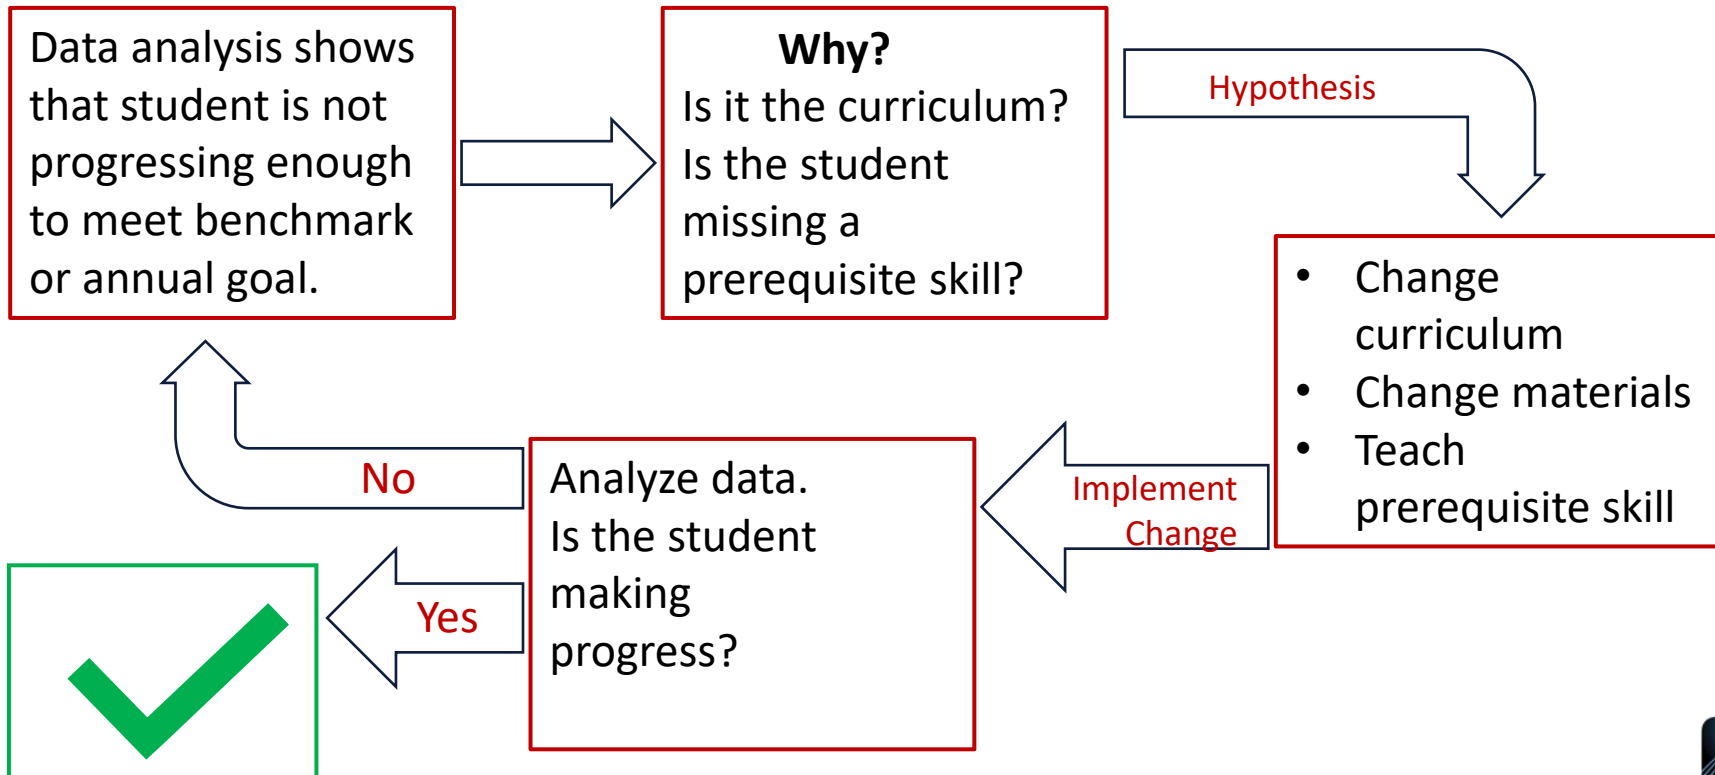 Data analysis shows
that student is not
progressing enough
to meet benchmark
or annual goal.
Why?
Is it the curriculum?
Is the student
missing a
prerequisite skill?
Hypothesis
• Change
curriculum
• Change materials
• Teach
prerequisite skill
Implement
Change
Analyze data.
Is the student
making
progress?
No
Yes